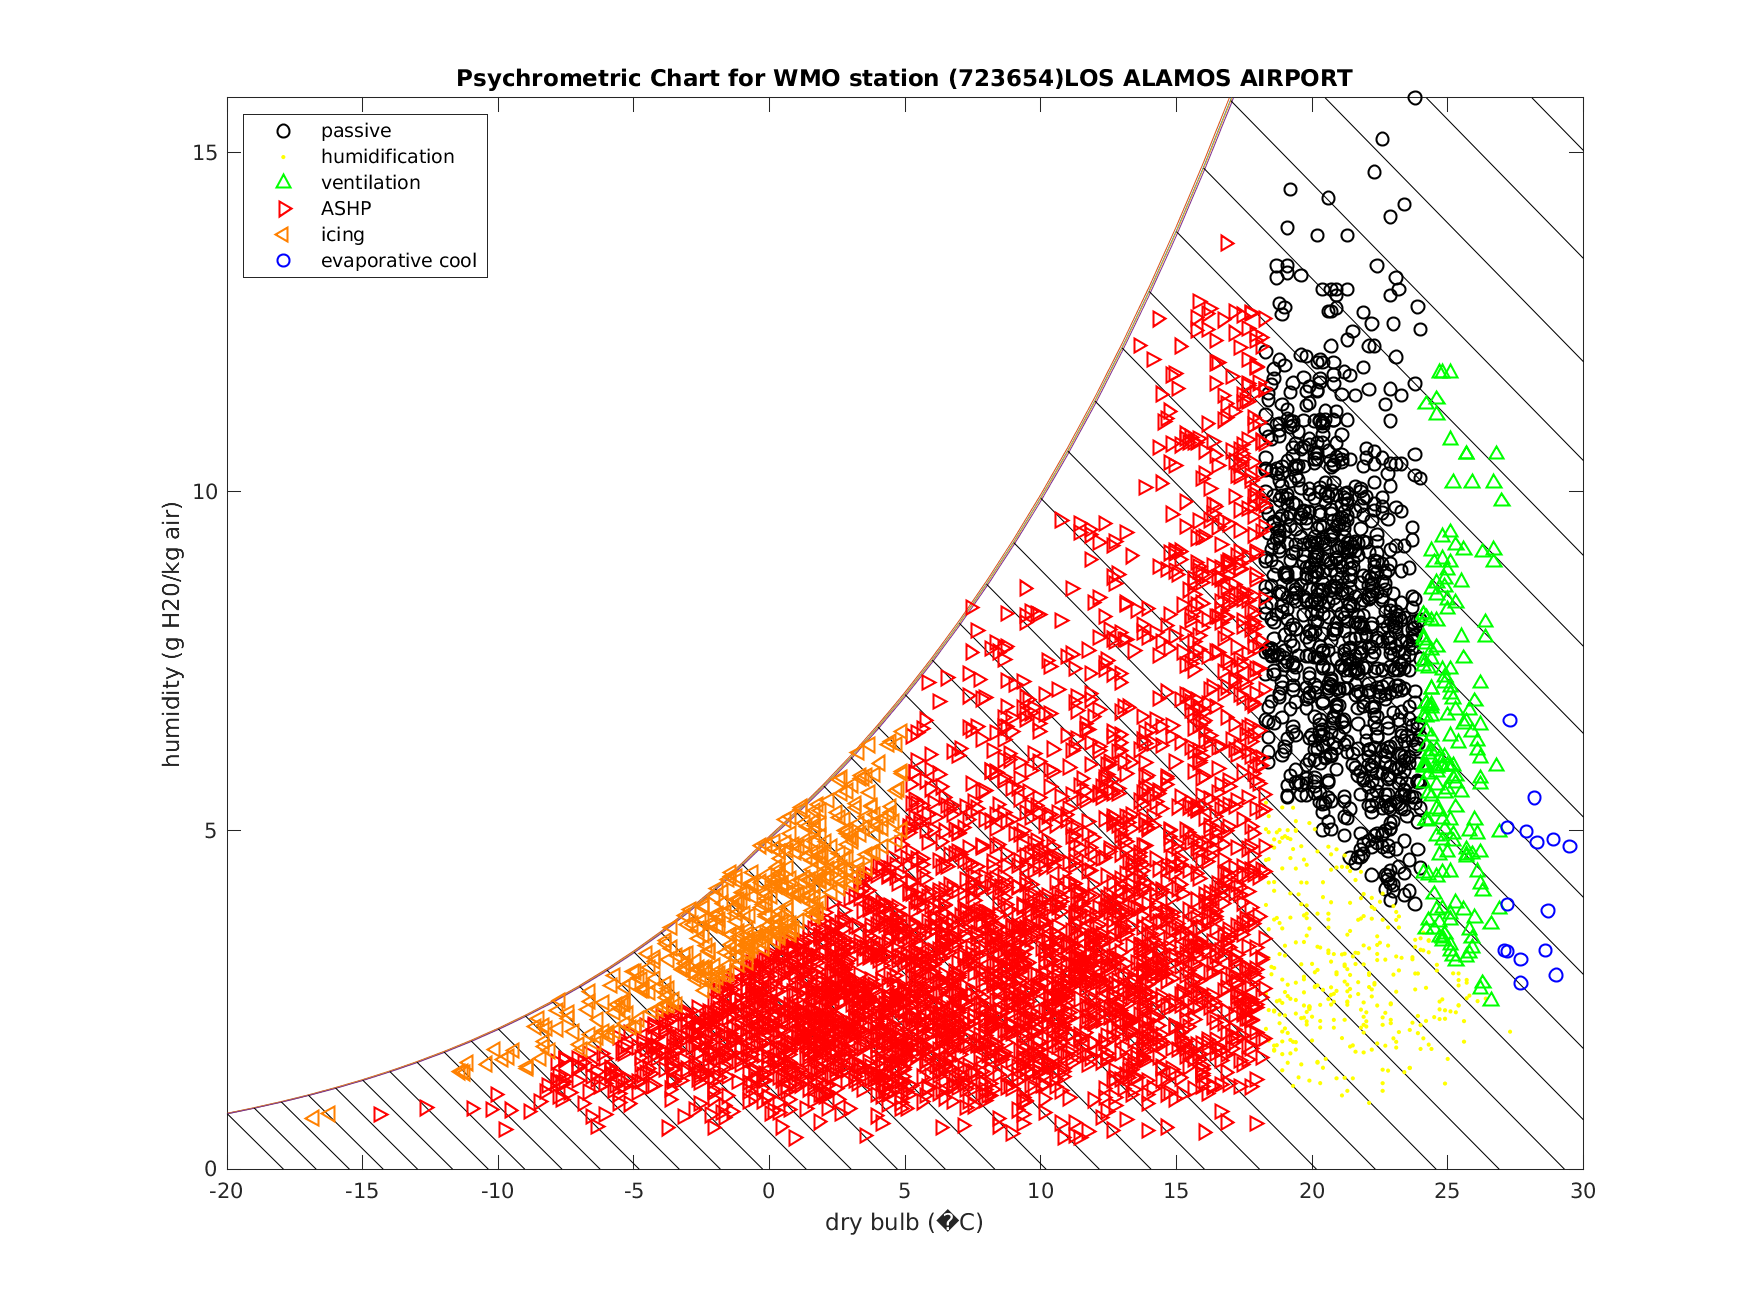 Psychrometric Chart for WMO station (723654)LOS ALAMOS AIRPORT
passive
humidification
ventilation
ASHP
icing
evaporative cool
humidity (g H20/kg air)
15
10
5
0
-20 -15 -10 -5 0 5 10 15 20 25 30
dry bulb (�C)